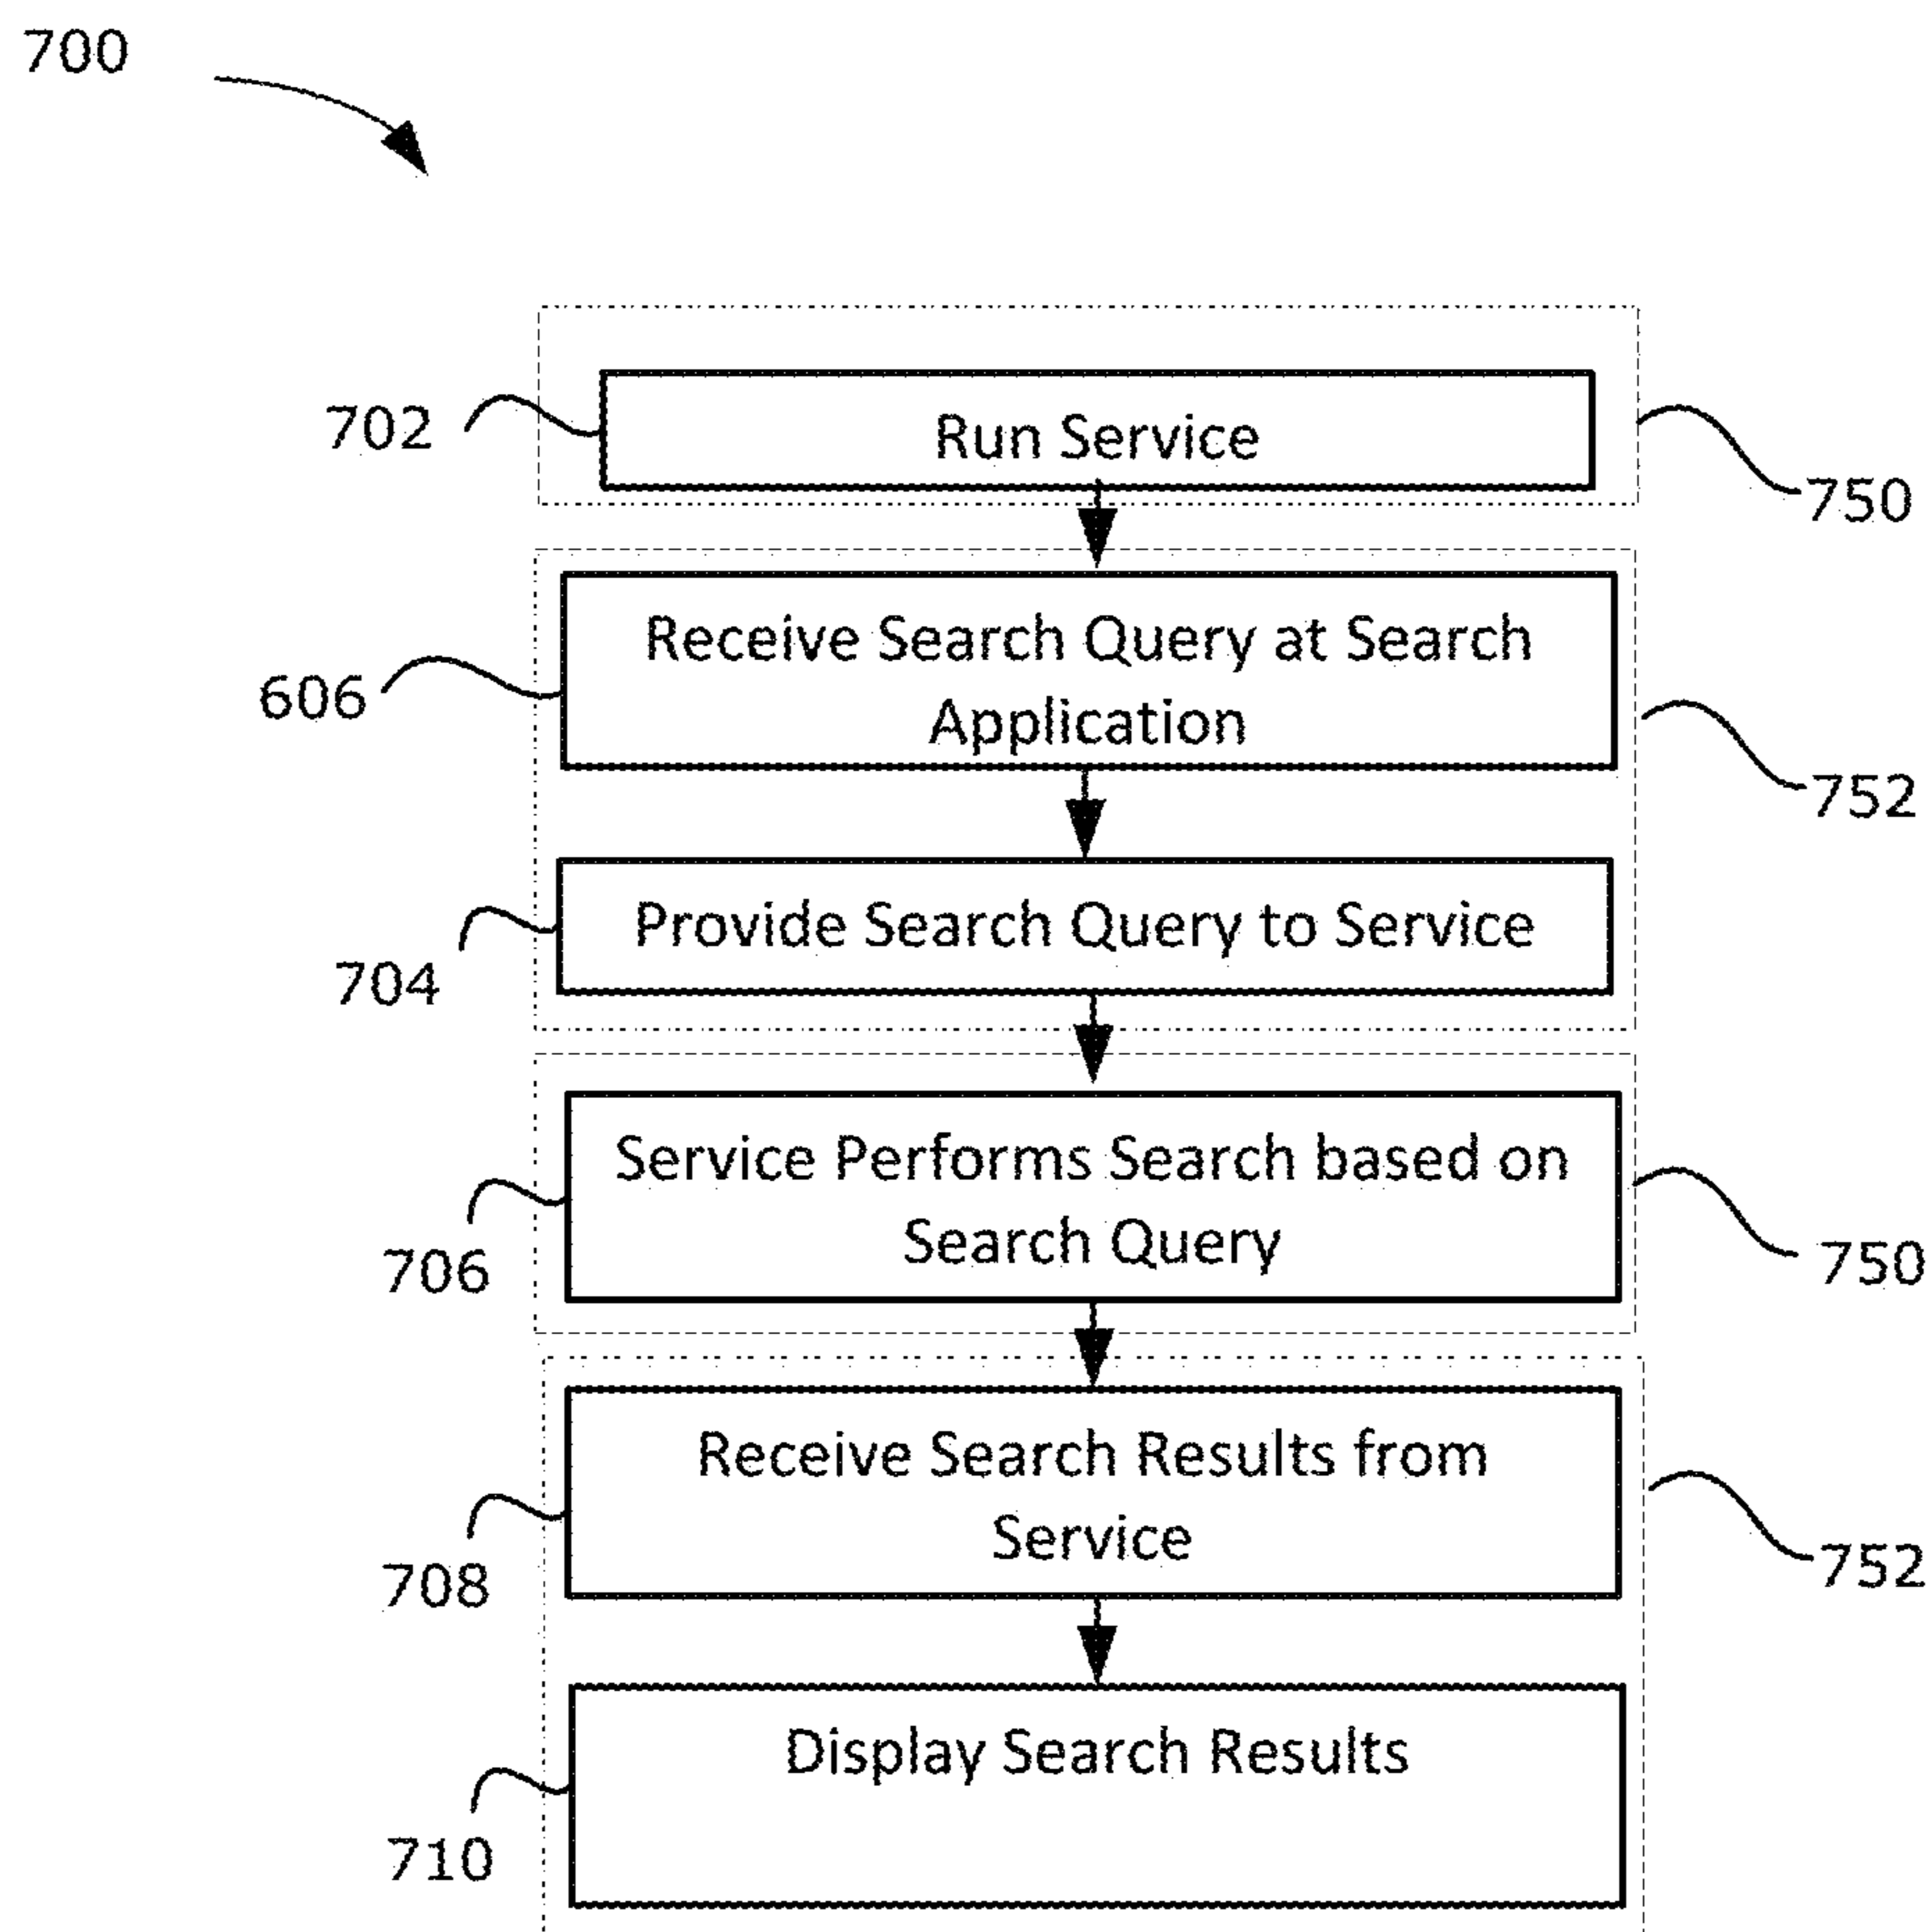 700
702
Run Service
750
606
Receive Search Query at Search
Application
752
704
Provide Search Query to Service
706
Service Performs Search based on
Search Query
750
708
Receive Search Results from
Service
752
710
Display Search Results